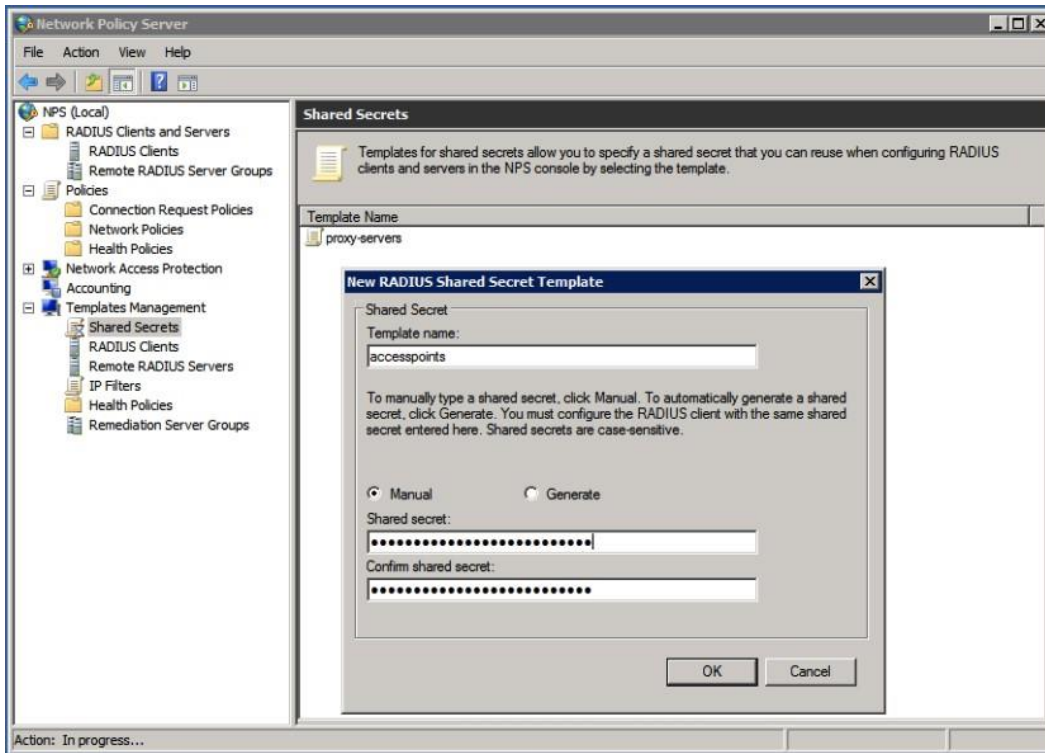 Network Policy Server
File Action View Help
NPS (Local)
RADIUS Clients and Servers
RADIUS Clients
Remote RADIUS Server Groups
Policies
Connection Request Policies
Network Policies
Health Policies
Network Access Protection
Accounting
Templates Management
Shared Secrets
RADIUS Clients
Remote RADIUS Servers
IP Filters
Health Policies
Remediation Server Groups
Shared Secrets
Templates for shared secrets allow you to specify a shared secret that you can reuse when configuring RADIUS
clients and servers in the NPS console by selecting the template.
Template Name
proxy-servers
New RADIUS Shared Secret Template
Shared Secret
Template name:
accesspoints
To manually type a shared secret, click Manual. To automatically generate a shared
secret, click Generate. You must configure the RADIUS client with the same shared
secret entered here. Shared secrets are case-sensitive.
Manual Generate
Shared secret:
Confirm shared secret:
OK Cancel
Action: In progress...